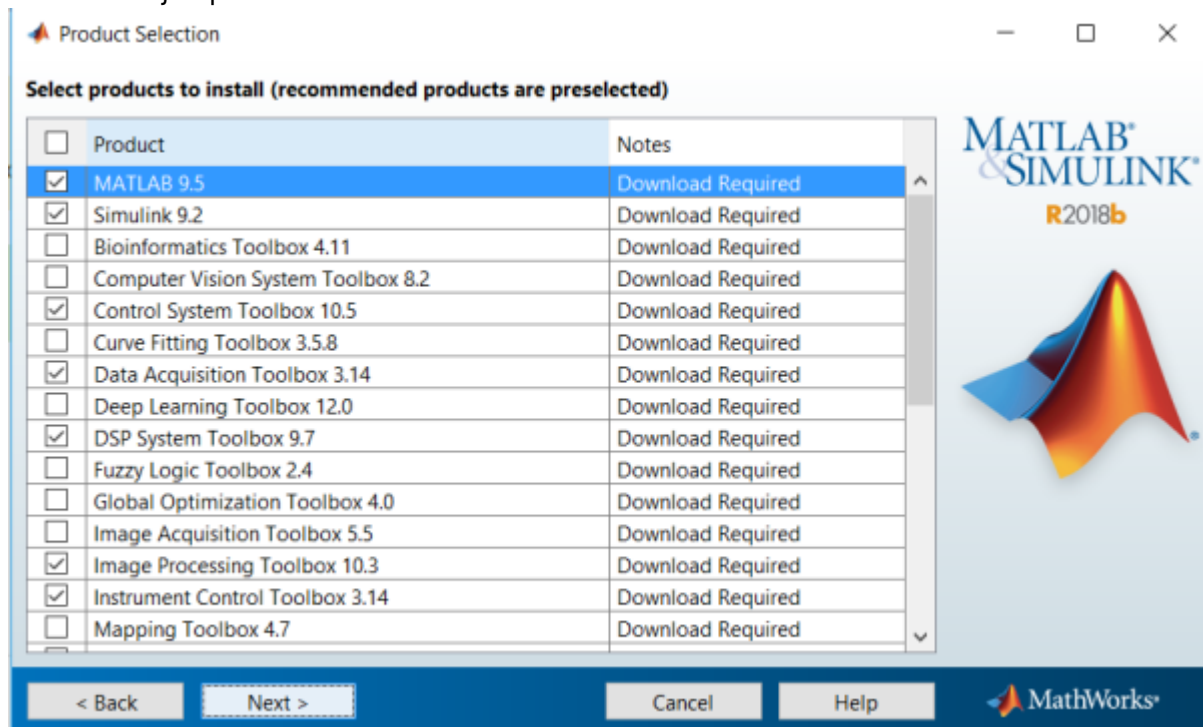 Product Selection
Select products to install (recommended products are preselected)
Product Notes
MATLAB 9.5 Download Required
Simulink 9.2 Download Required
Bioinformatics Toolbox 4.11 Download Required
Computer Vision System Toolbox 8.2 Download Required
Control System Toolbox 10.5 Download Required
Curve Fitting Toolbox 3.5.8 Download Required
Data Acquisition Toolbox 3.14 Download Required
Deep Learning Toolbox 12.0 Download Required
DSP System Toolbox 9.7 Download Required
Fuzzy Logic Toolbox 2.4 Download Required
Global Optimization Toolbox 4.0 Download Required
Image Acquisition Toolbox 5.5 Download Required
Image Processing Toolbox 10.3 Download Required
Instrument Control Toolbox 3.14 Download Required
Mapping Toolbox 4.7 Download Required
MATLAB®
&SIMULINK®
R2018b
< Back Next > Cancel Help
MathWorks®